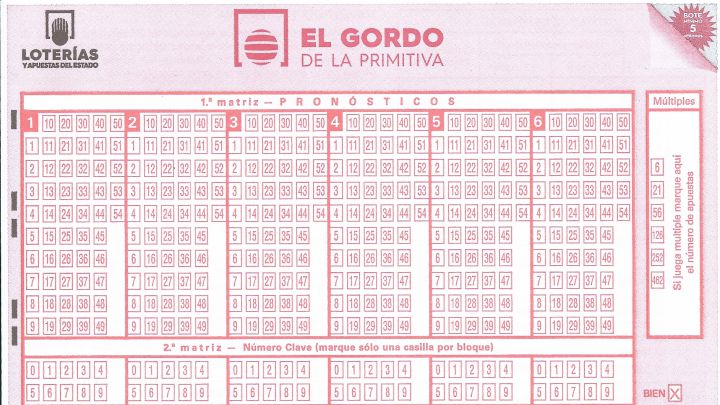 LOTERÍAS
Y APUESTAS DEL ESTADO
EL GORDO
DE LA PRIMITIVA
BOTE
MÍNIMO
5
MILLONES
1.ª matriz — PRONÓSTICOS
Múltiples
1 10 20 30 40 50 2 10 20 30 40 50 3 10 20 30 40 50 4 10 20 30 40 50 5 10 20 30 40 50 6 10 20 30 40 50
1 11 21 31 41 51 1 11 21 31 41 51 1 11 21 31 41 51 1 11 21 31 41 51 1 11 21 31 41 51 1 11 21 31 41 51
2 12 22 32 42 52 2 12 22 32 42 52 2 12 22 32 42 52 2 12 22 32 42 52 2 12 22 32 42 52 2 12 22 32 42 52
3 13 23 33 43 53 3 13 23 33 43 53 3 13 23 33 43 53 3 13 23 33 43 53 3 13 23 33 43 53 3 13 23 33 43 53
4 14 24 34 44 54 4 14 24 34 44 54 4 14 24 34 44 54 4 14 24 34 44 54 4 14 24 34 44 54 4 14 24 34 44 54
5 15 25 35 45 5 15 25 35 45 5 15 25 35 45 5 15 25 35 45 5 15 25 35 45 5 15 25 35 45
6 16 26 36 46 6 16 26 36 46 6 16 26 36 46 6 16 26 36 46 6 16 26 36 46 6 16 26 36 46
7 17 27 37 47 7 17 27 37 47 7 17 27 37 47 7 17 27 37 47 7 17 27 37 47 7 17 27 37 47
8 18 28 38 48 8 18 28 38 48 8 18 28 38 48 8 18 28 38 48 8 18 28 38 48 8 18 28 38 48
9 19 29 39 49 9 19 29 39 49 9 19 29 39 49 9 19 29 39 49 9 19 29 39 49 9 19 29 39 49
6
21
56
126
252
462
Si juega multiple marque aquí
el número de apuestas
2.ª matriz — Número Clave (marque sólo una casilla por bloque)
0 1 2 3 4 0 1 2 3 4 0 1 2 3 4 0 1 2 3 4 0 1 2 3 4 0 1 2 3 4
5 6 7 8 9 5 6 7 8 9 5 6 7 8 9 5 6 7 8 9 5 6 7 8 9 5 6 7 8 9
BIEN X